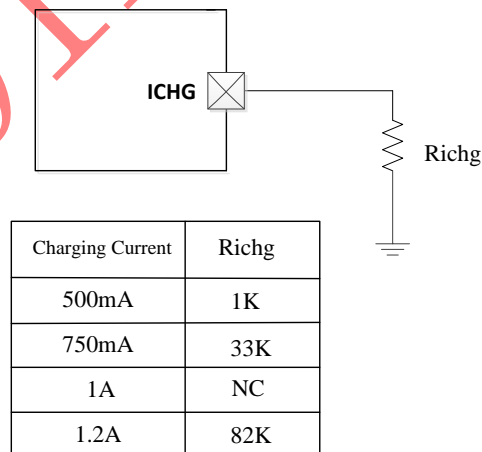 ICHG
Richg
Charging Current Richg
500mA 1K
750mA 33K
1A NC
1.2A 82K